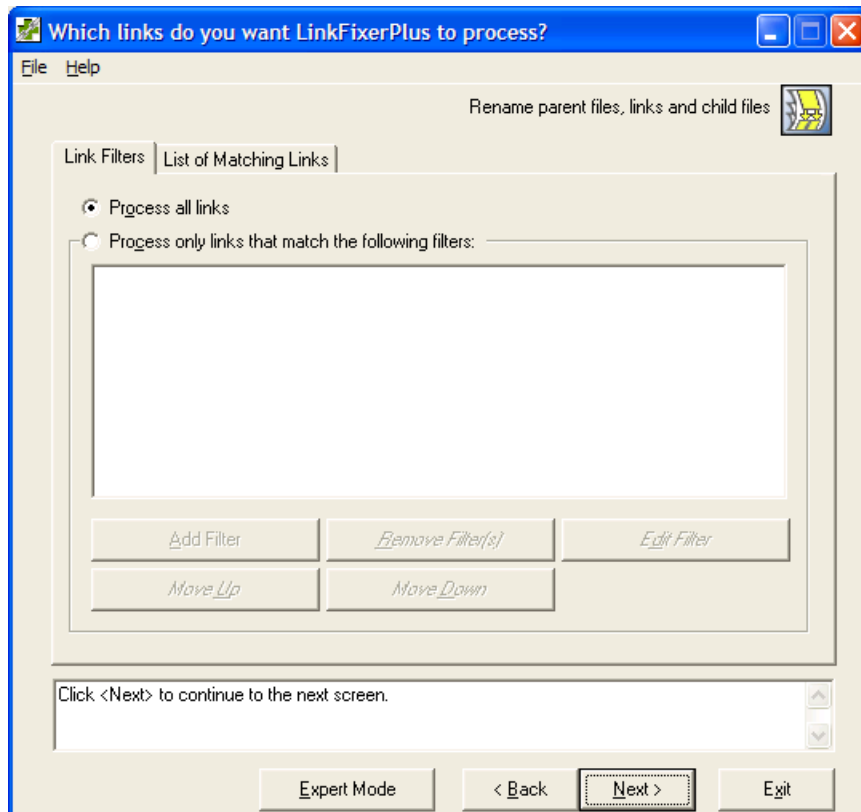 Which links do you want LinkFixerPlus to process?
File Help
Rename parent files, links and child files
Link Filters List of Matching Links
Process all links
Process only links that match the following filters:
Add Filter Remove Filter(s) Edit Filter
Move Up Move Down
Click <Next> to continue to the next screen.
Expert Mode < Back Next > Exit